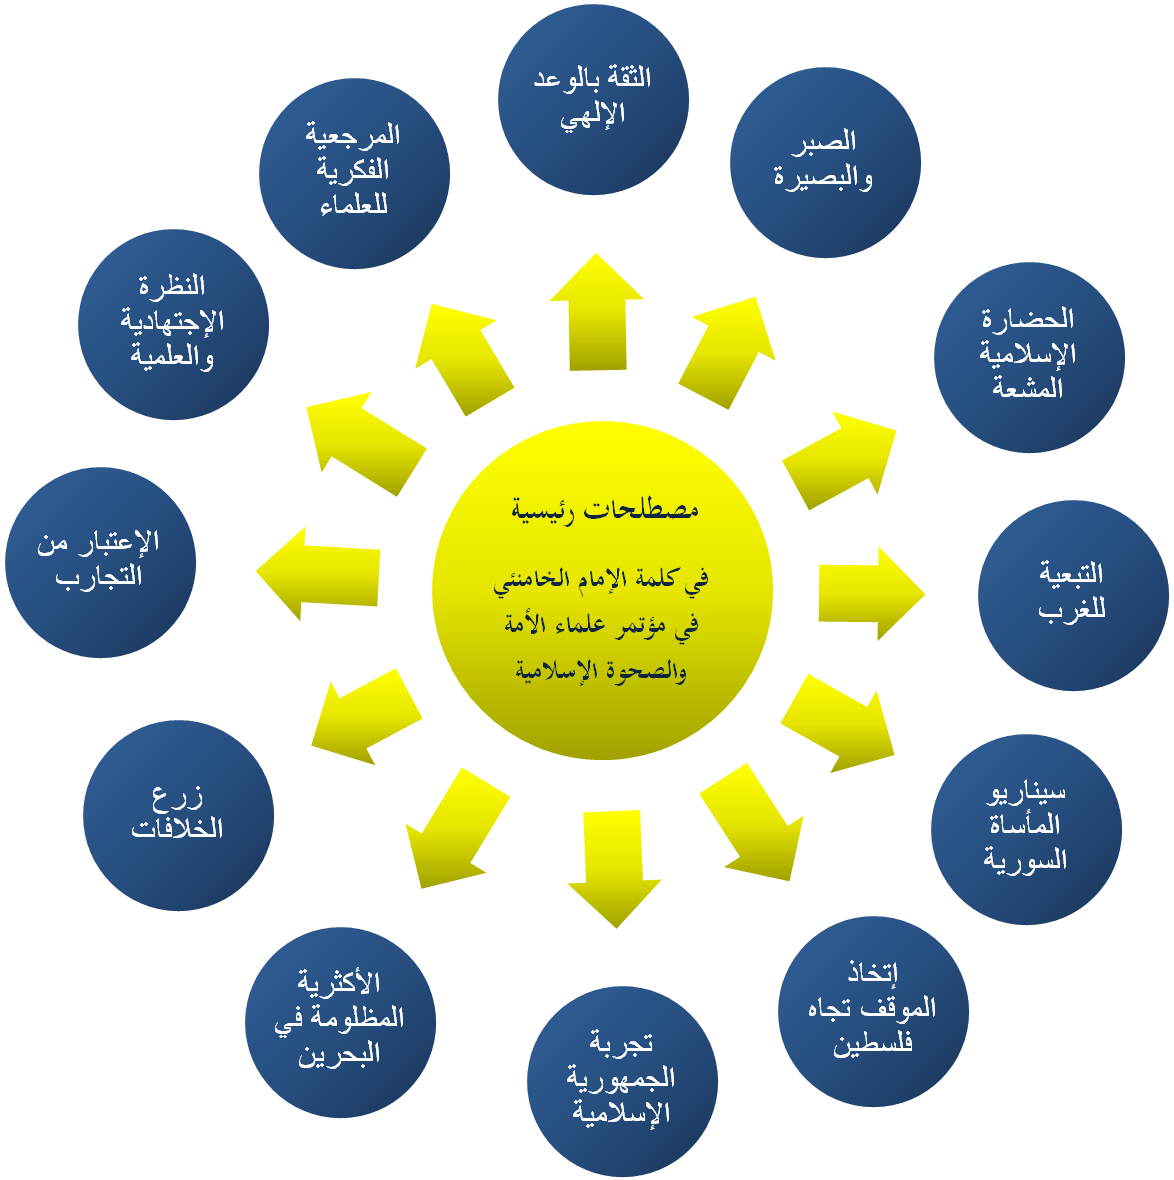 مصطلحات رئيسية
في كلمة الإمام الخامنئي
في مؤتمر علماء الأمة
والصحوة الإسلامية
الثقة بالوعد
الإلهي
الصبر
والبصيرة
الحضارة
الإسلامية
المشعة
التبعية
للغرب
سيناريو
المأساة
السورية
إتخاذ
الموقف تجاه
فلسطين
تجربة
الجمهورية
الإسلامية
الأكثرية
المظلومة في
البحرين
زرع
الخلافات
الإعتبار من
التجارب
النظرة
الإجتهادية
والعلمية
المرجعية
الفكرية
للعلماء